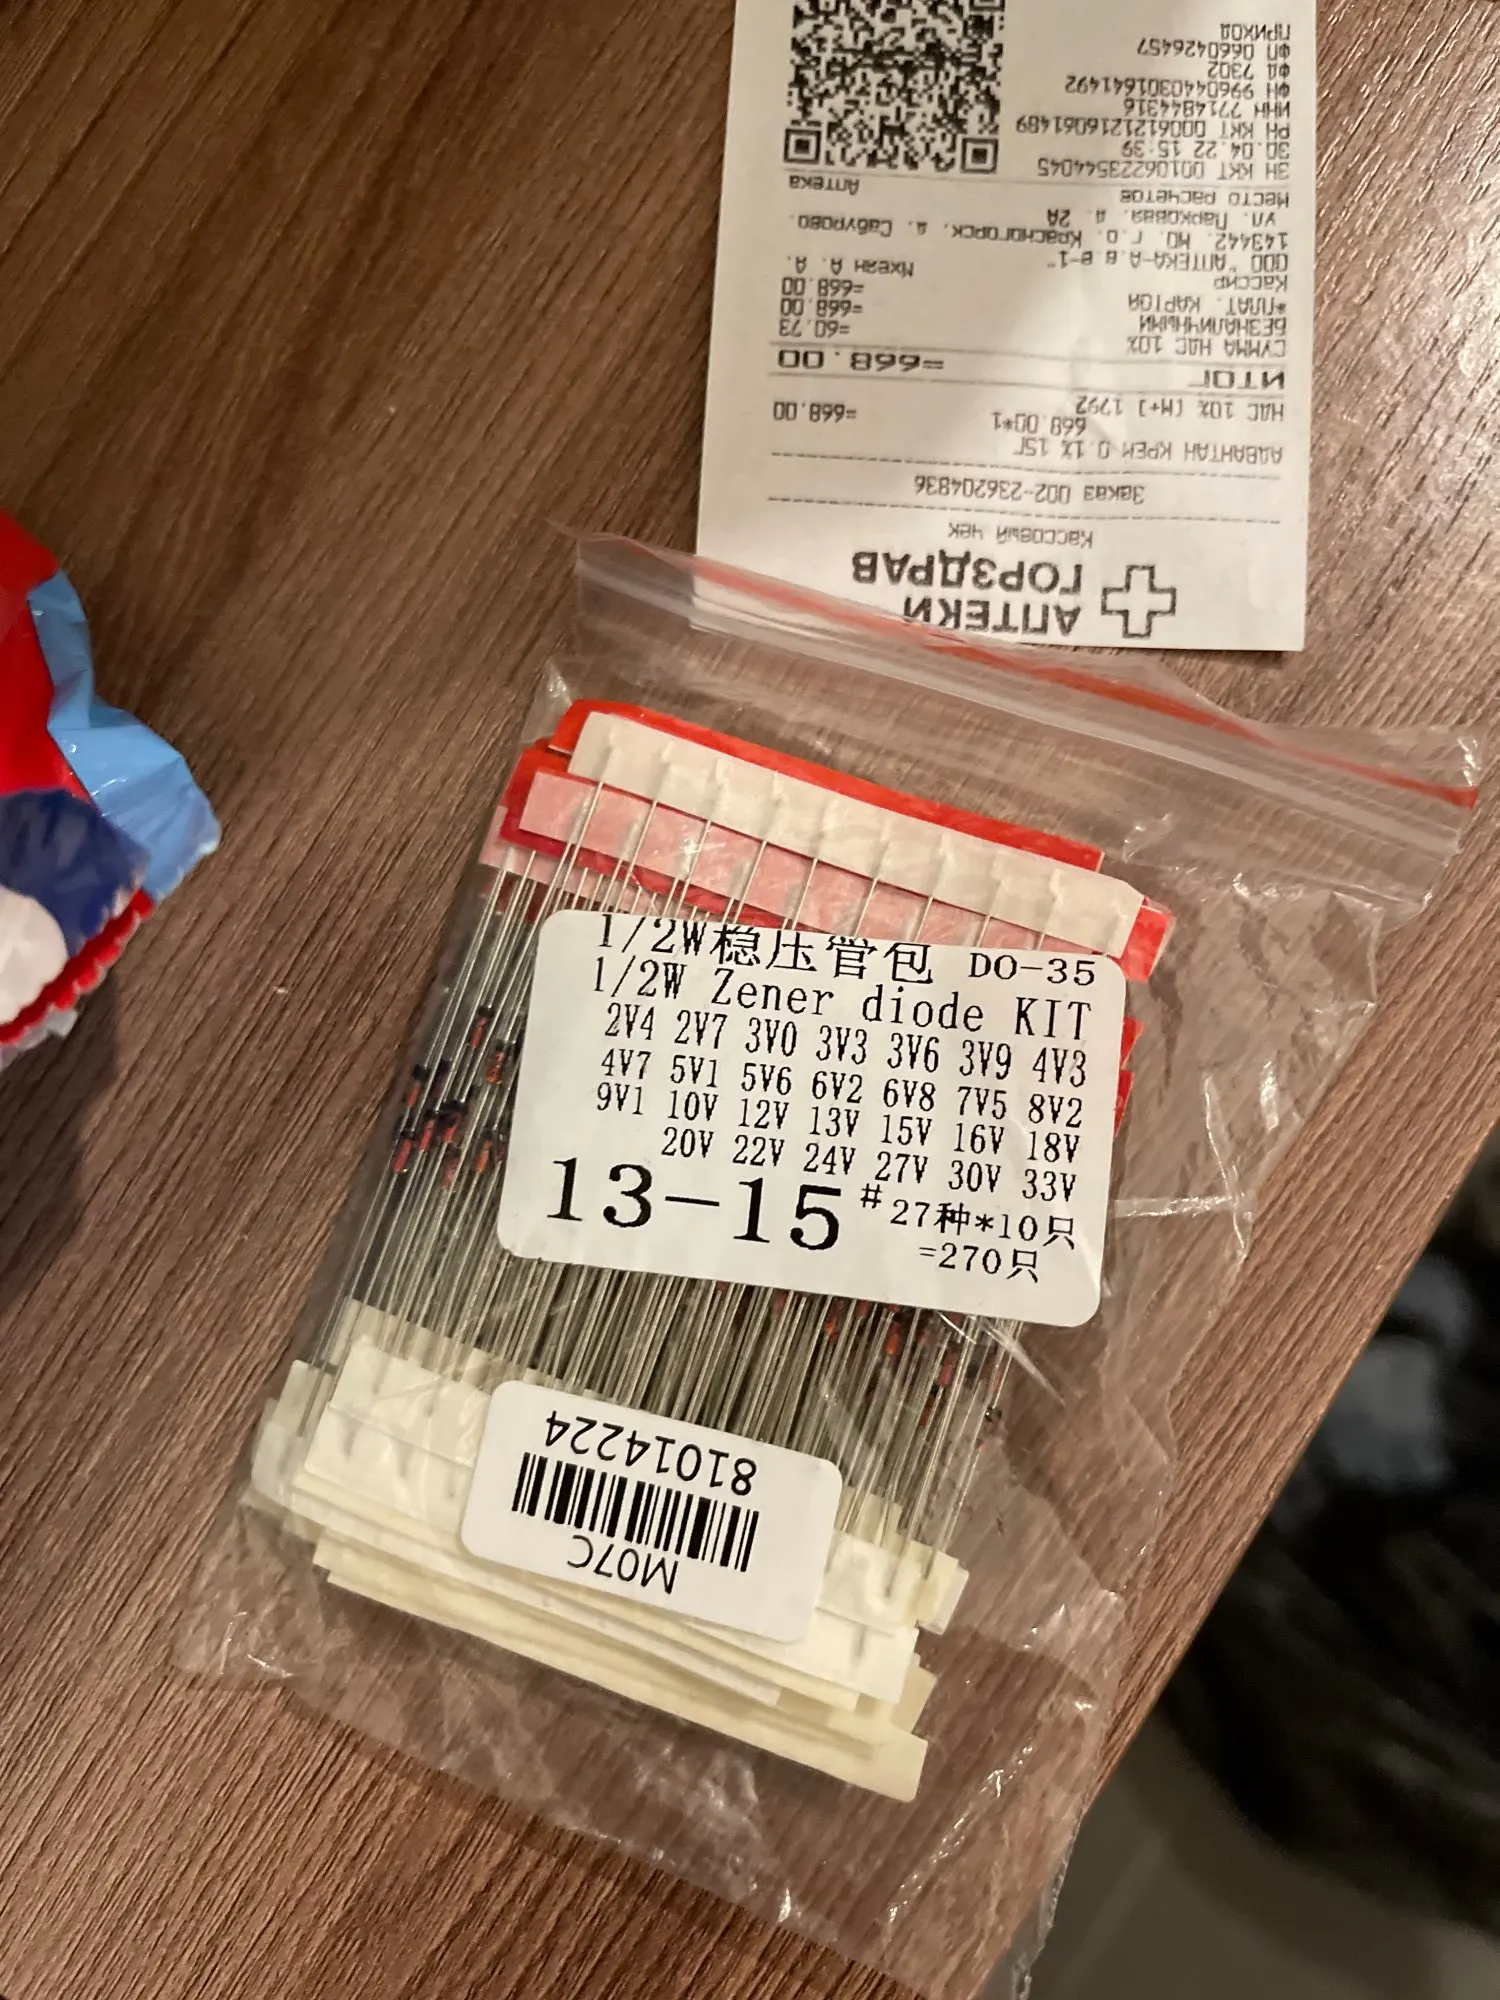 АПТЕКИ
ГОРЗДРАВ
Кассовый чек
Заказ 002-236204836
АДВАНТАН КРЕМ 0.1% 15Г
668.00*1
НДС 10% [М+] 1792 =668.00
ИТОГ =668.00
СУММА НДС 10% =60.73
БЕЗНАЛИЧНЫМИ =668.00
*ПЛАТ. КАРТОЙ =668.00
Кассир Мхеян А. А.
ООО "АПТЕКА-А.в.е-1"
143442, МО, г.о. Красногорск, д. Сабурово,
ул. Парковая, д. 2А
Место расчетов Аптека
ЗН ККТ 00106223544045
30.04.22 15:39
РН ККТ 0006121216061489
ИНН 7714844316
ФН 9960440301641492
ФД 7302
ФП 0660426457
ПРИХОД
1/2W稳压管包 DO-35
1/2W Zener diode KIT
2V4 2V7 3V0 3V3 3V6 3V9 4V3
4V7 5V1 5V6 6V2 6V8 7V5 8V2
9V1 10V 12V 13V 15V 16V 18V
20V 22V 24V 27V 30V 33V
13-15# 27种*10只
=270只
M07C
81014224